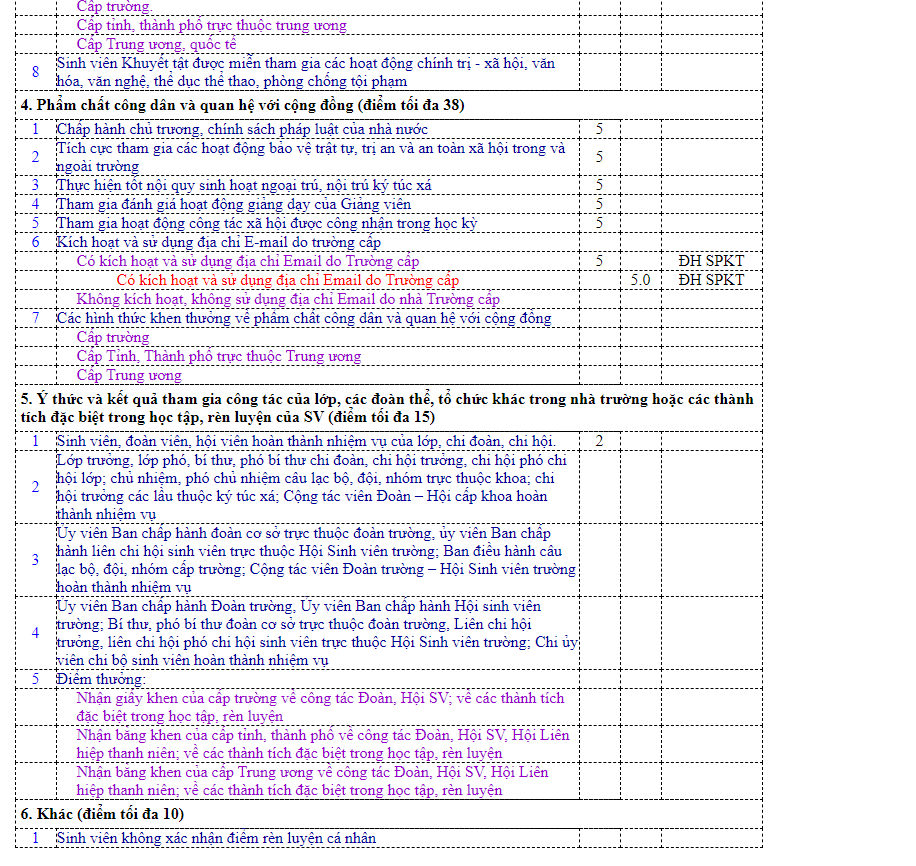 Cấp trường.
Cấp tỉnh, thành phố trực thuộc trung ương
Cấp Trung ương, quốc tế
8 Sinh viên Khuyết tật được miễn tham gia các hoạt động chính trị - xã hội, văn
hóa, văn nghệ, thể dục thể thao, phòng chống tội phạm
4. Phẩm chất công dân và quan hệ với cộng đồng (điểm tối đa 38)
1 Chấp hành chủ trương, chính sách pháp luật của nhà nước 5
2 Tích cực tham gia các hoạt động bảo vệ trật tự, trị an và an toàn xã hội trong và
ngoài trường 5
3 Thực hiện tốt nội quy sinh hoạt ngoại trú, nội trú ký túc xá 5
4 Tham gia đánh giá hoạt động giảng dạy của Giảng viên 5
5 Tham gia hoạt động công tác xã hội được công nhận trong học kỳ 5
6 Kích hoạt và sử dụng địa chỉ E-mail do trường cấp
Có kích hoạt và sử dụng địa chỉ Email do Trường cấp 5 ĐH SPKT
Có kích hoạt và sử dụng địa chỉ Email do Trường cấp 5.0 ĐH SPKT
Không kích hoạt, không sử dụng địa chỉ Email do nhà Trường cấp
7 Các hình thức khen thưởng về phẩm chất công dân và quan hệ với cộng đồng
Cấp trường
Cấp Tỉnh, Thành phố trực thuộc Trung ương
Cấp Trung ương
5. Ý thức và kết quả tham gia công tác của lớp, các đoàn thể, tổ chức khác trong nhà trường hoặc các thành
tích đặc biệt trong học tập, rèn luyện của SV (điểm tối đa 15)
1 Sinh viên, đoàn viên, hội viên hoàn thành nhiệm vụ của lớp, chi đoàn, chi hội. 2
2 Lớp trưởng, lớp phó, bí thư, phó bí thư chi đoàn, chi hội trưởng, chi hội phó chi
hội lớp; chủ nhiệm, phó chủ nhiệm câu lạc bộ, đội, nhóm trực thuộc khoa; chi
hội trưởng các lầu thuộc ký túc xá; Cộng tác viên Đoàn – Hội cấp khoa hoàn
thành nhiệm vụ
3 Ủy viên Ban chấp hành đoàn cơ sở trực thuộc đoàn trường, ủy viên Ban chấp
hành liên chi hội sinh viên trực thuộc Hội Sinh viên trường; Ban điều hành câu
lạc bộ, đội, nhóm cấp trường; Cộng tác viên Đoàn trường – Hội Sinh viên trường
hoàn thành nhiệm vụ
4 Ủy viên Ban chấp hành Đoàn trường, Ủy viên Ban chấp hành Hội sinh viên
trường; Bí thư, phó bí thư đoàn cơ sở trực thuộc đoàn trường, Liên chi hội
trưởng, liên chi hội phó chi hội sinh viên trực thuộc Hội Sinh viên trường; Chi ủy
viên chi bộ sinh viên hoàn thành nhiệm vụ
5 Điểm thưởng:
Nhận giấy khen của cấp trường về công tác Đoàn, Hội SV; về các thành tích
đặc biệt trong học tập, rèn luyện
Nhận bằng khen của cấp tỉnh, thành phố về công tác Đoàn, Hội SV, Hội Liên
hiệp thanh niên; về các thành tích đặc biệt trong học tập, rèn luyện
Nhận bằng khen của cấp Trung ương về công tác Đoàn, Hội SV, Hội Liên
hiệp thanh niên; về các thành tích đặc biệt trong học tập, rèn luyện
6. Khác (điểm tối đa 10)
1 Sinh viên không xác nhận điểm rèn luyện cá nhân